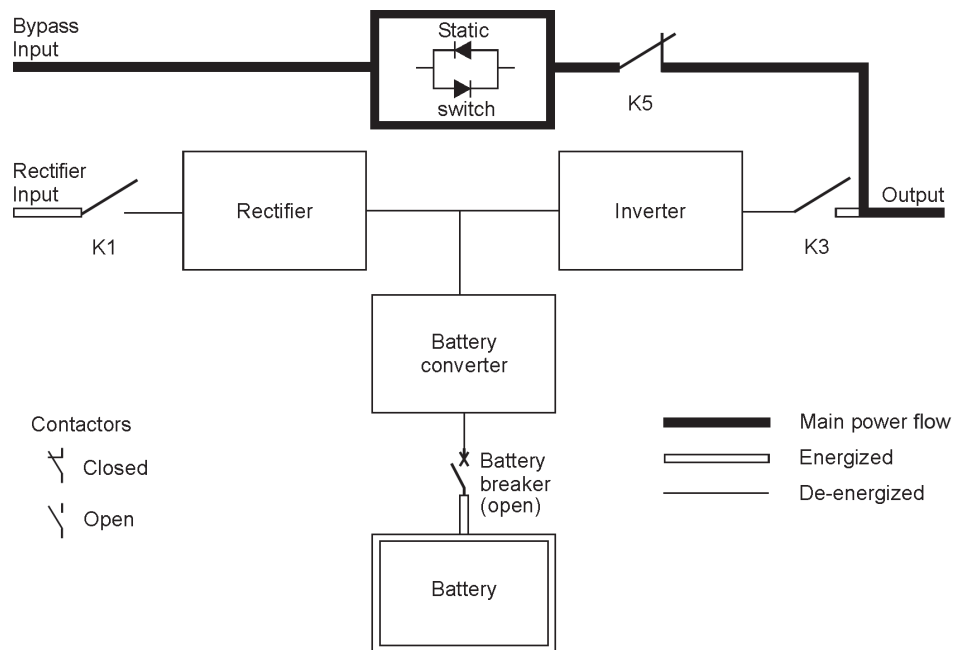 Bypass
Input
Static
switch
K5
Rectifier
Input
K1
Rectifier
Inverter
K3
Output
Battery
converter
Contactors
Closed
Open
Battery
breaker
(open)
Battery
Main power flow
Energized
De-energized